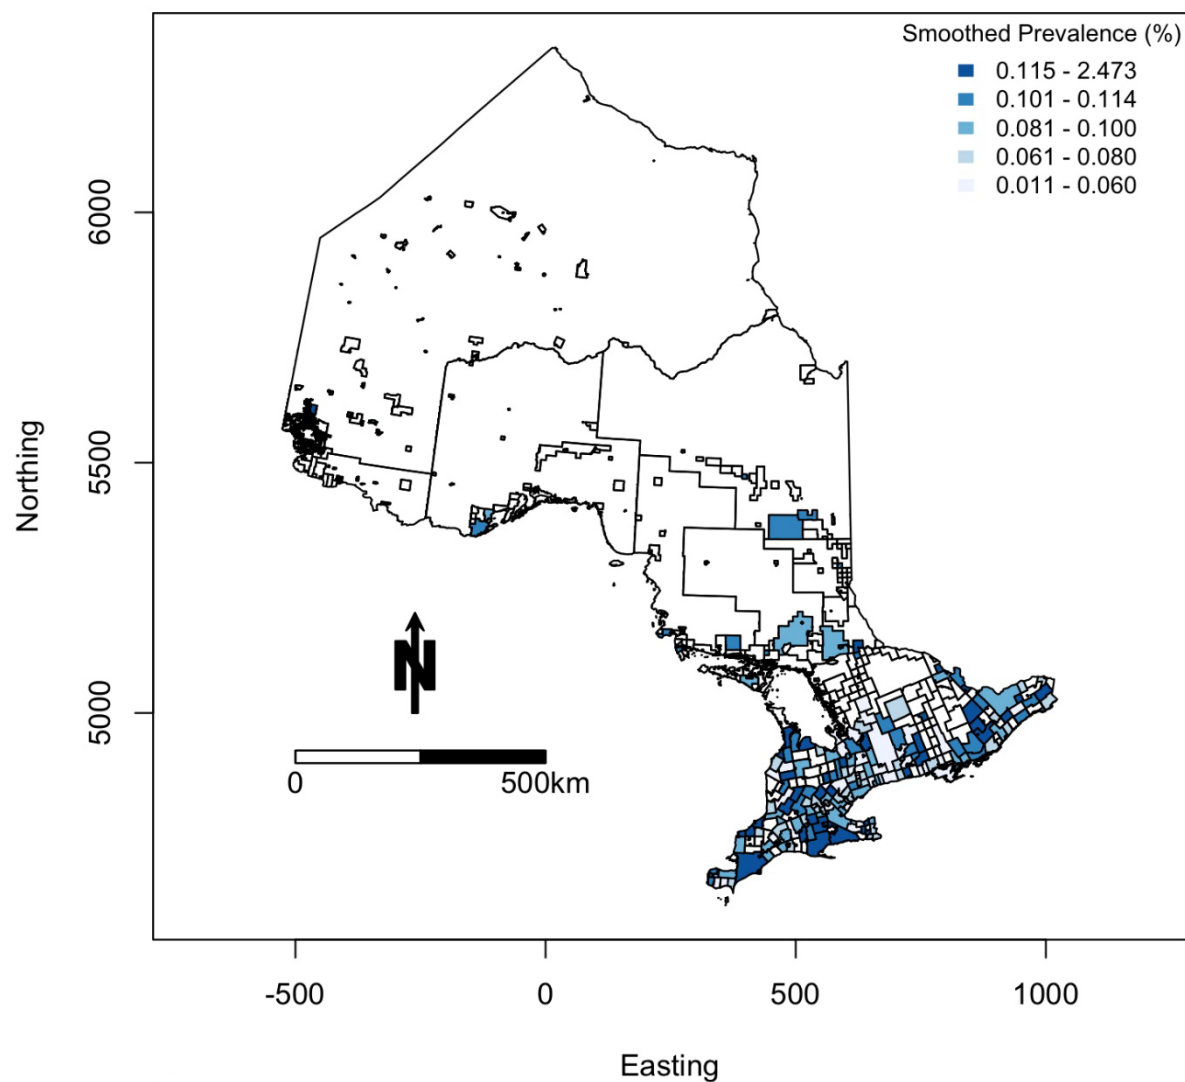 Smoothed Prevalence (%)
0.115 - 2.473
0.101 - 0.114
0.081 - 0.100
0.061 - 0.080
0.011 - 0.060
6000
5500
5000
Northing
N
0 500km
-500 0 500 1000
Easting